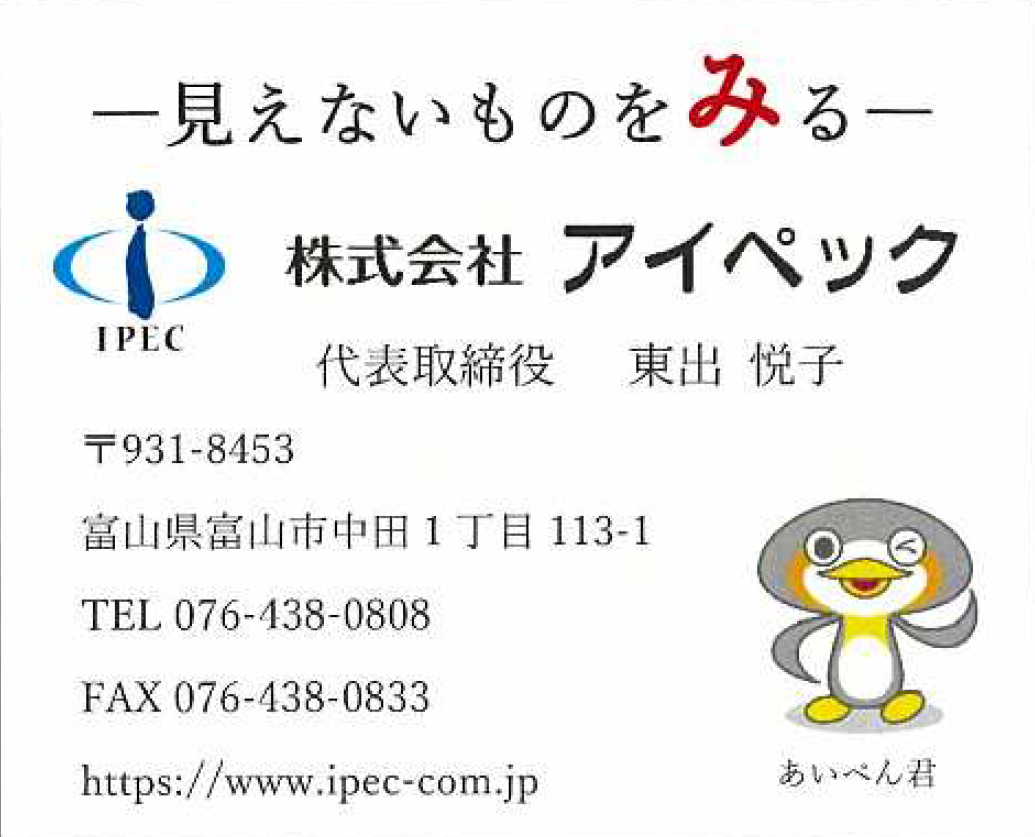 ―見えないものをみる―
IPEC
株式会社 アイペック
代表取締役　東出 悦子
〒931-8453
富山県富山市中田1丁目113-1
TEL 076-438-0808
FAX 076-438-0833
https://www.ipec-com.jp
あいぺん君